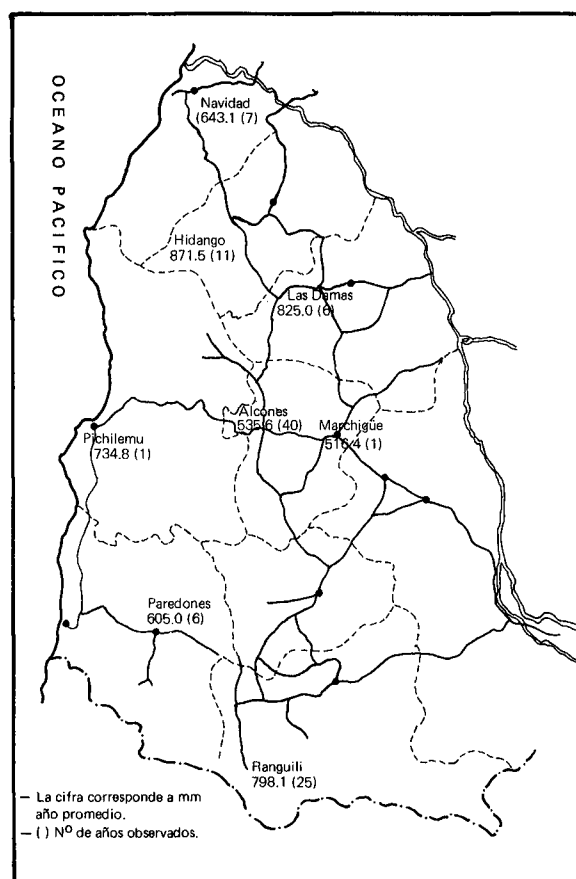 OCEANO PACIFICO
Navidad
(643.1 (7)
Hidango
871.5 (11)
Las Damas
825.0 (6)
Alcones
535.6 (40)
Marchigüe
516.4 (1)
Pichilemu
734.8 (1)
Paredones
605.0 (6)
Ranguili
798.1 (25)
— La cifra corresponde a mm
año promedio.
— ( ) Nº de años observados.